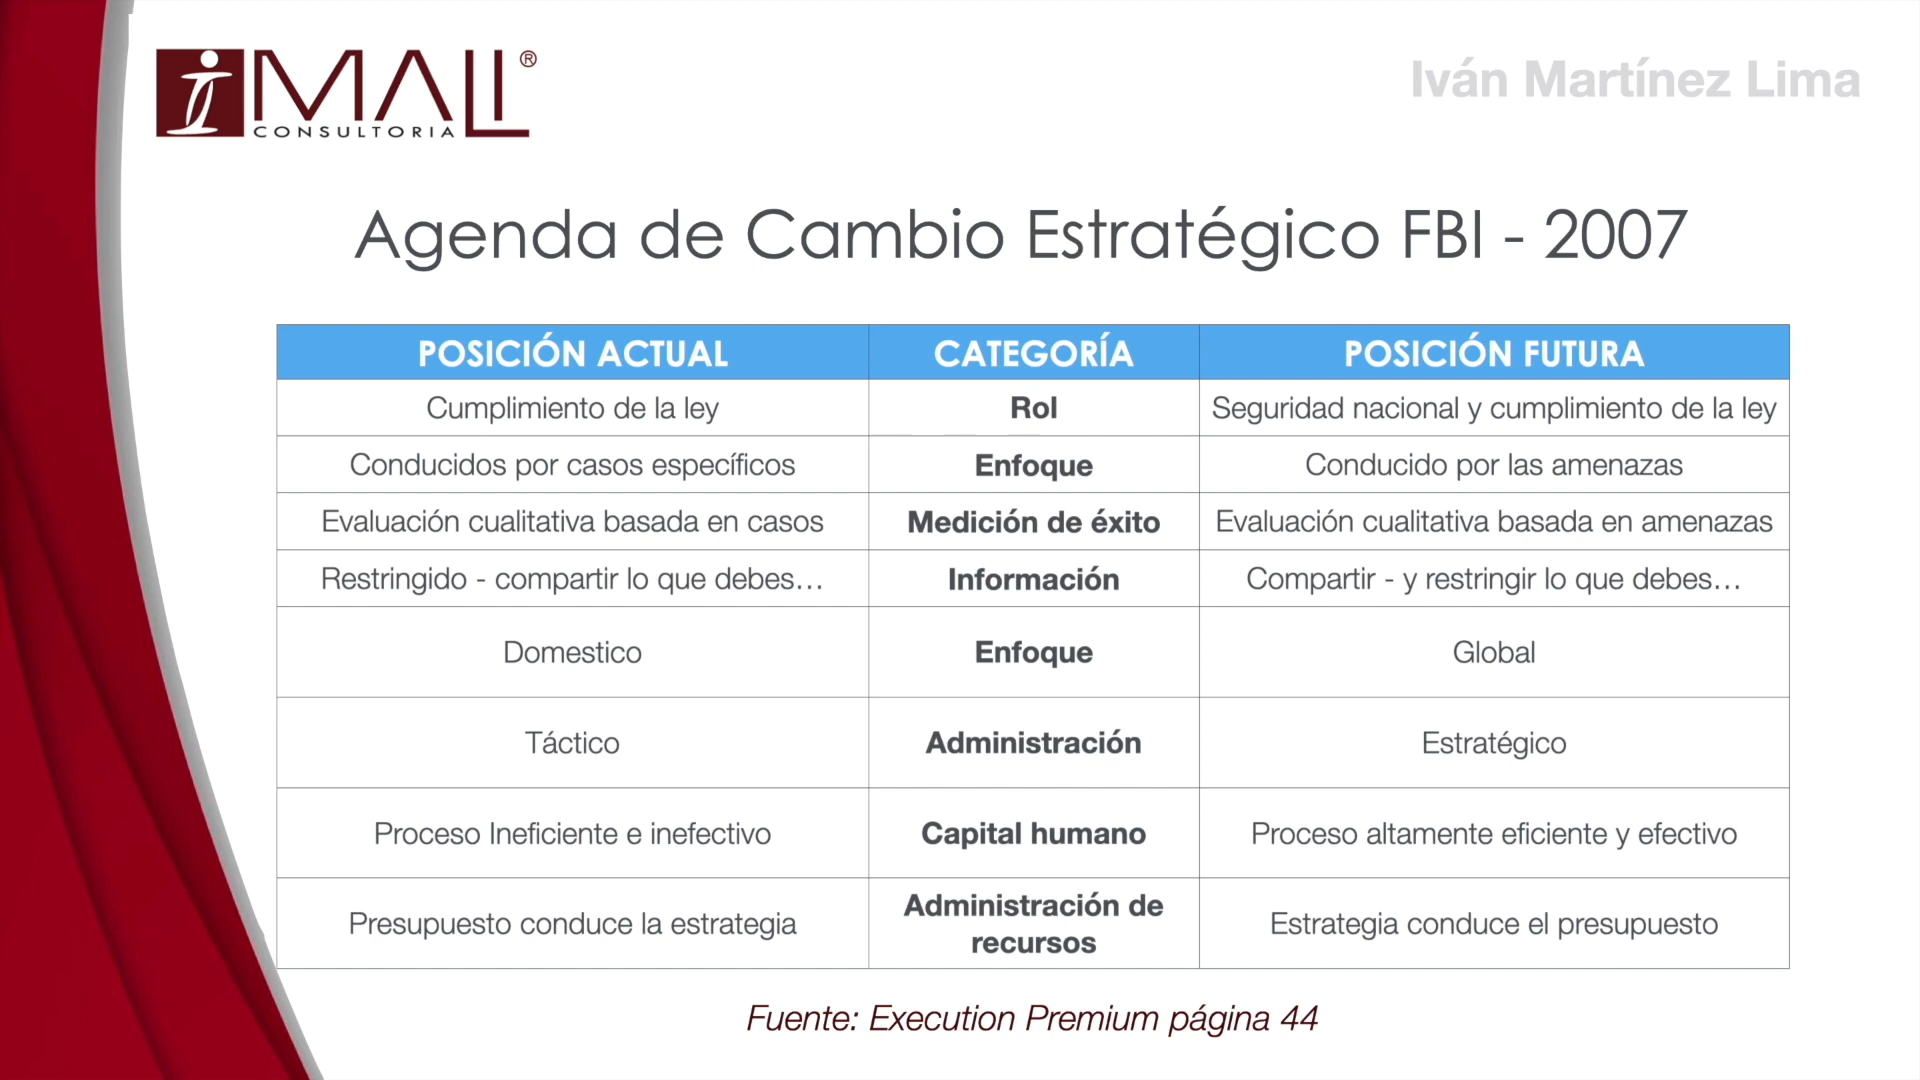 iMALI®
CONSULTORIA
Iván Martínez Lima
Agenda de Cambio Estratégico FBI - 2007
POSICIÓN ACTUAL CATEGORÍA POSICIÓN FUTURA
Cumplimiento de la ley Rol Seguridad nacional y cumplimiento de la ley
Conducidos por casos específicos Enfoque Conducido por las amenazas
Evaluación cualitativa basada en casos Medición de éxito Evaluación cualitativa basada en amenazas
Restringido - compartir lo que debes… Información Compartir - y restringir lo que debes…
Domestico Enfoque Global
Táctico Administración Estratégico
Proceso Ineficiente e inefectivo Capital humano Proceso altamente eficiente y efectivo
Presupuesto conduce la estrategia Administración de recursos Estrategia conduce el presupuesto
Fuente: Execution Premium página 44